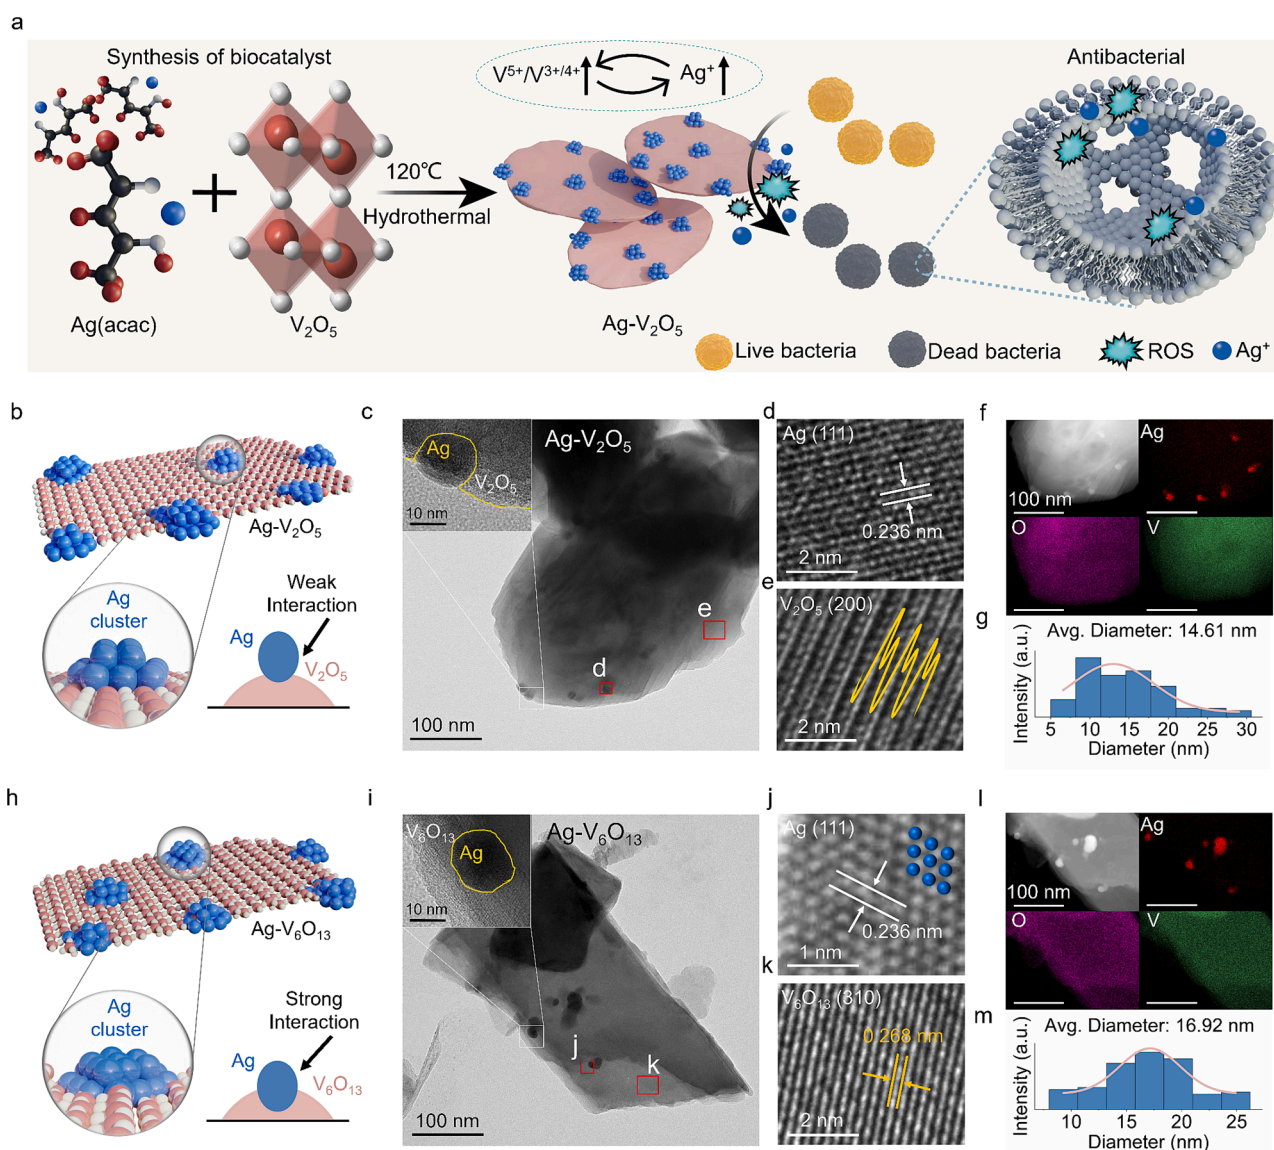 a
Synthesis of biocatalyst
V5+/V3+/4+
Ag+
Antibacterial
120℃
Hydrothermal
Ag(acac)
V2O5
Ag-V2O5
Live bacteria
Dead bacteria
ROS
Ag+
b
Ag-V2O5
Ag
cluster
Weak
Interaction
Ag
V2O5
c
Ag
V2O5
10 nm
Ag-V2O5
e
d
100 nm
d
Ag (111)
0.236 nm
2 nm
e
V2O5 (200)
2 nm
f
Ag
100 nm
O
V
g
Avg. Diameter: 14.61 nm
Intensity (a.u.)
5 10 15 20 25 30
Diameter (nm)
h
Ag-V6O13
Ag
cluster
Strong
Interaction
Ag
V6O13
i
V6O13
Ag
10 nm
Ag-V6O13
j
k
100 nm
j
Ag (111)
0.236 nm
1 nm
k
V6O13 (310)
0.268 nm
2 nm
l
Ag
100 nm
O
V
m
Avg. Diameter: 16.92 nm
Intensity (a.u.)
10 15 20 25
Diameter (nm)